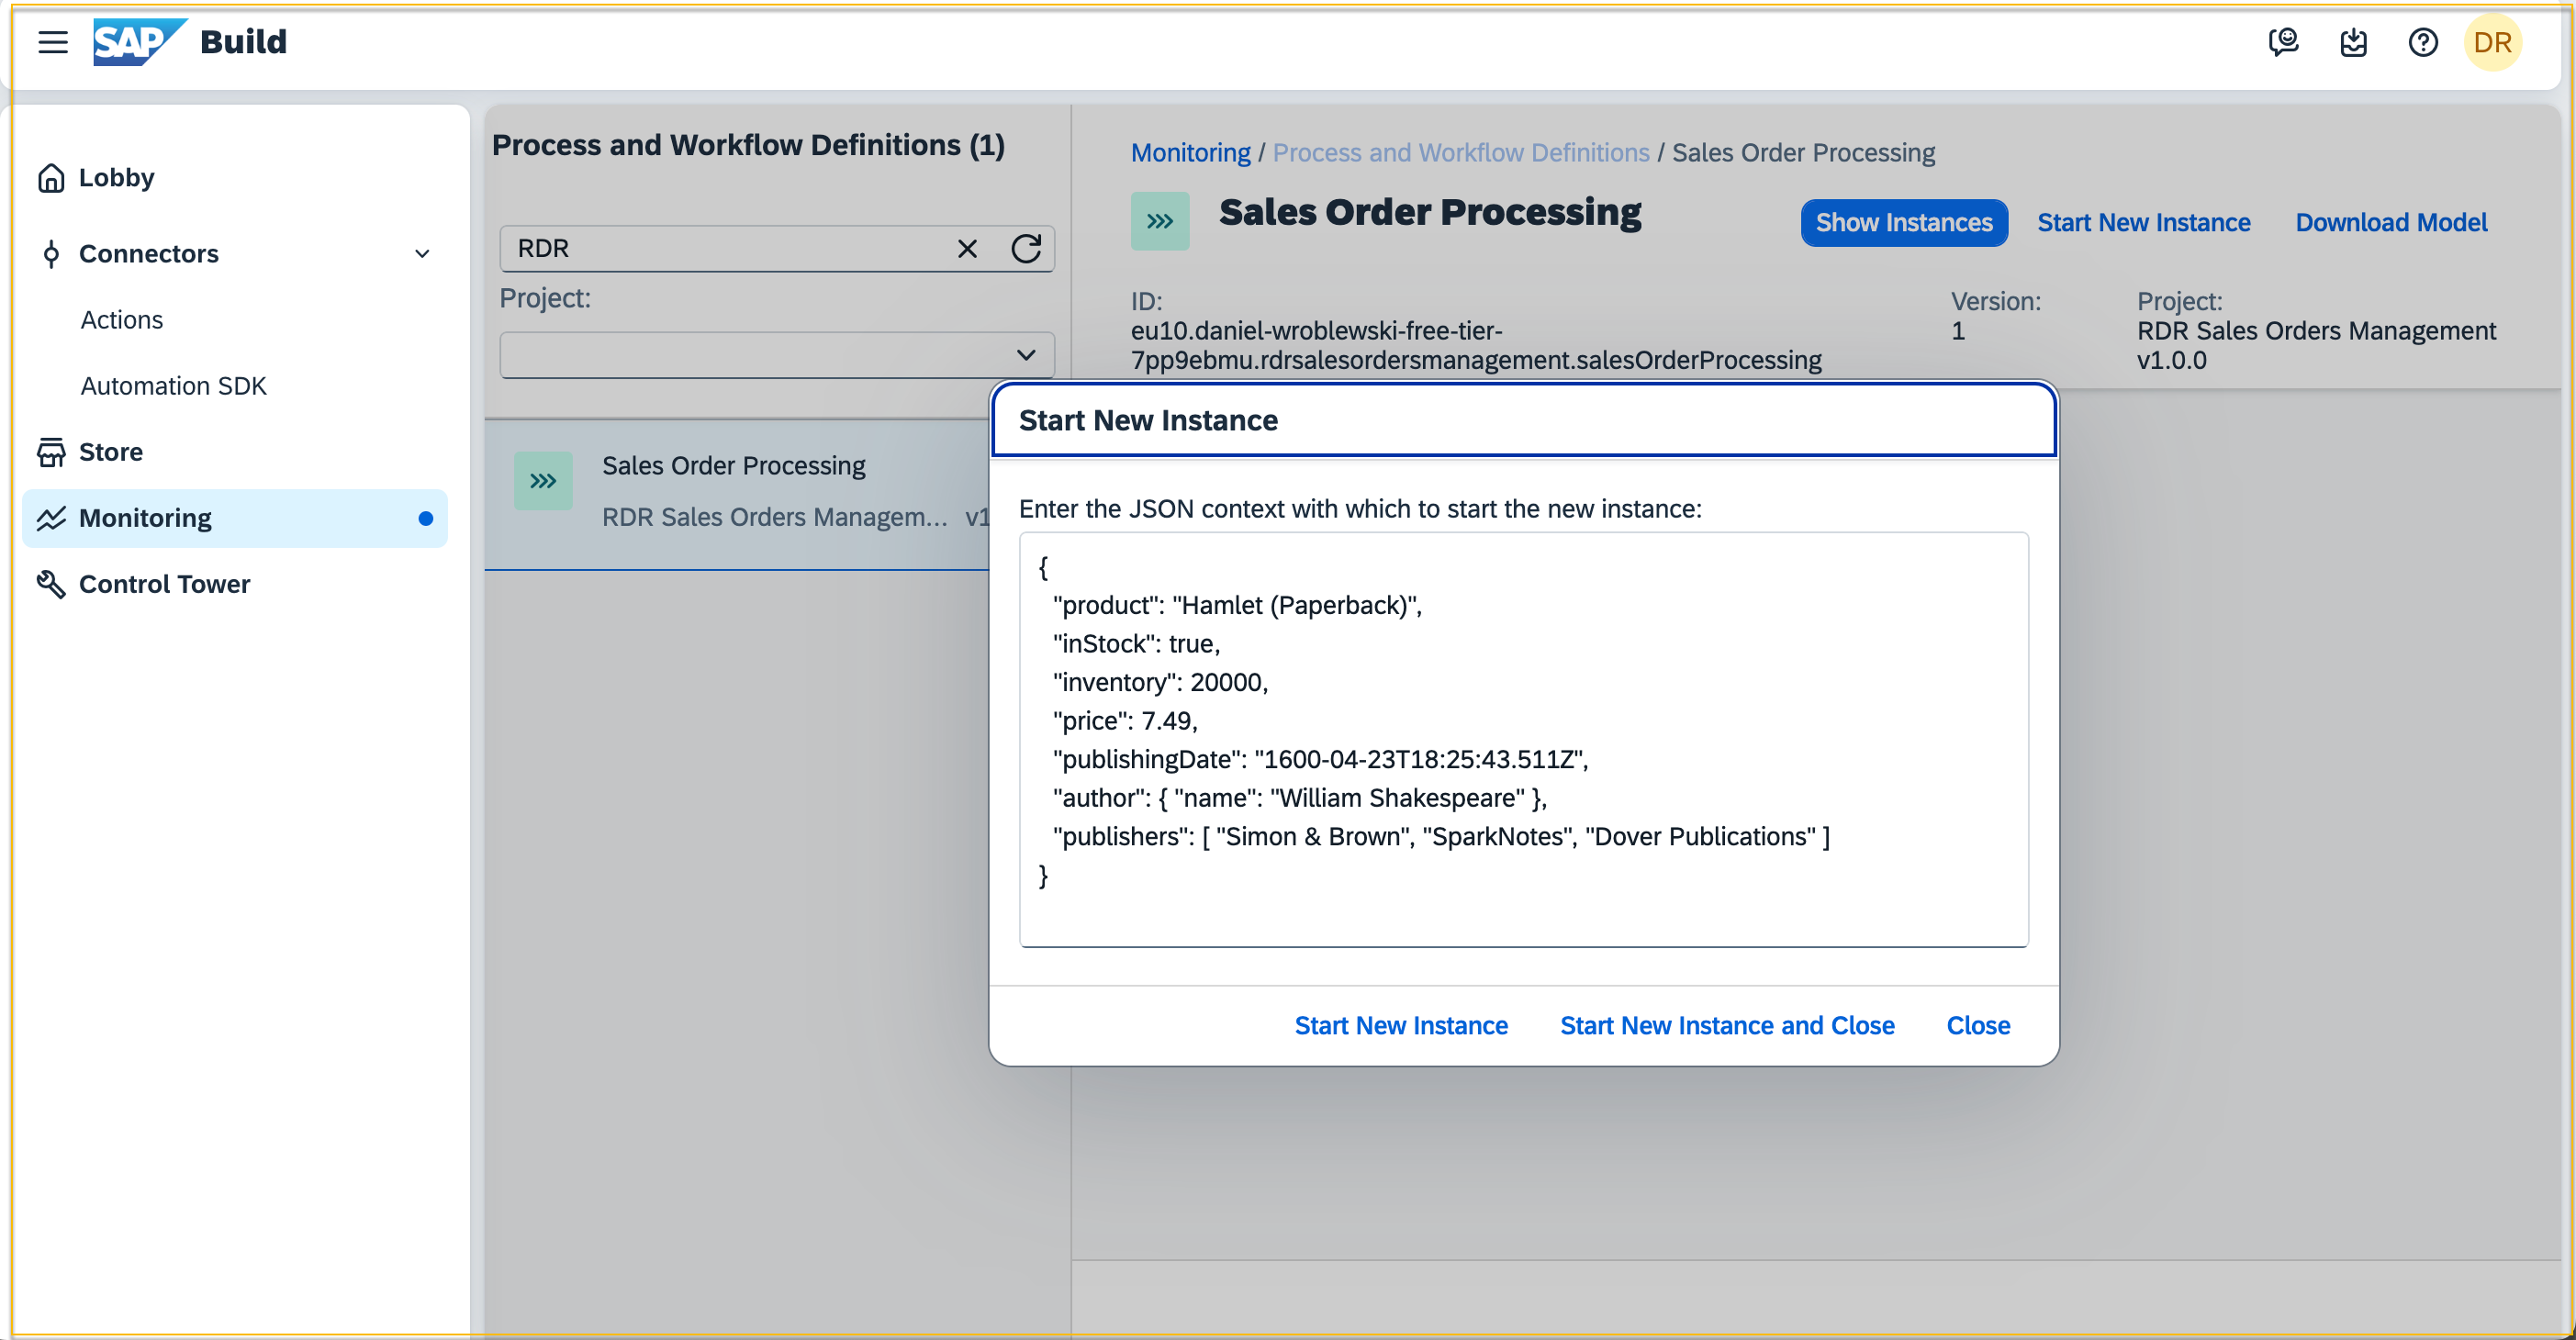 SAP Build
DR
Lobby
Connectors
Actions
Automation SDK
Store
Monitoring
Control Tower
Process and Workflow Definitions (1)
RDR
Project:
Sales Order Processing
RDR Sales Orders Managem... v1
Monitoring / Process and Workflow Definitions / Sales Order Processing
Sales Order Processing
Show Instances
Start New Instance
Download Model
ID:
eu10.daniel-wroblewski-free-tier-
7pp9ebmu.rdrsalesordersmanagement.salesOrderProcessing
Version:
1
Project:
RDR Sales Orders Management
v1.0.0
Start New Instance
Enter the JSON context with which to start the new instance:
{
"product": "Hamlet (Paperback)",
"inStock": true,
"inventory": 20000,
"price": 7.49,
"publishingDate": "1600-04-23T18:25:43.511Z",
"author": { "name": "William Shakespeare" },
"publishers": [ "Simon & Brown", "SparkNotes", "Dover Publications" ]
}
Start New Instance
Start New Instance and Close
Close